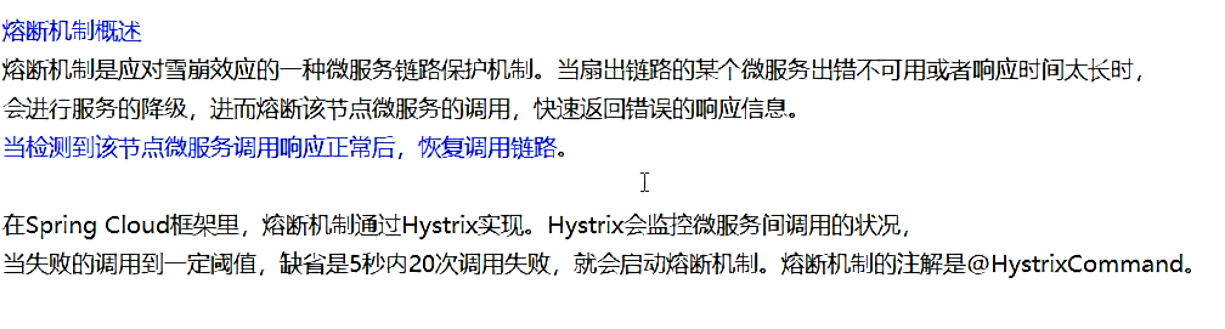 熔断机制概述
熔断机制是应对雪崩效应的一种微服务链路保护机制。当扇出链路的某个微服务出错不可用或者响应时间太长时，
会进行服务的降级，进而熔断该节点微服务的调用，快速返回错误的响应信息。
当检测到该节点微服务调用响应正常后，恢复调用链路。
在Spring Cloud框架里，熔断机制通过Hystrix实现。Hystrix会监控微服务间调用的状况，
当失败的调用到一定阈值，缺省是5秒内20次调用失败，就会启动熔断机制。熔断机制的注解是@HystrixCommand。